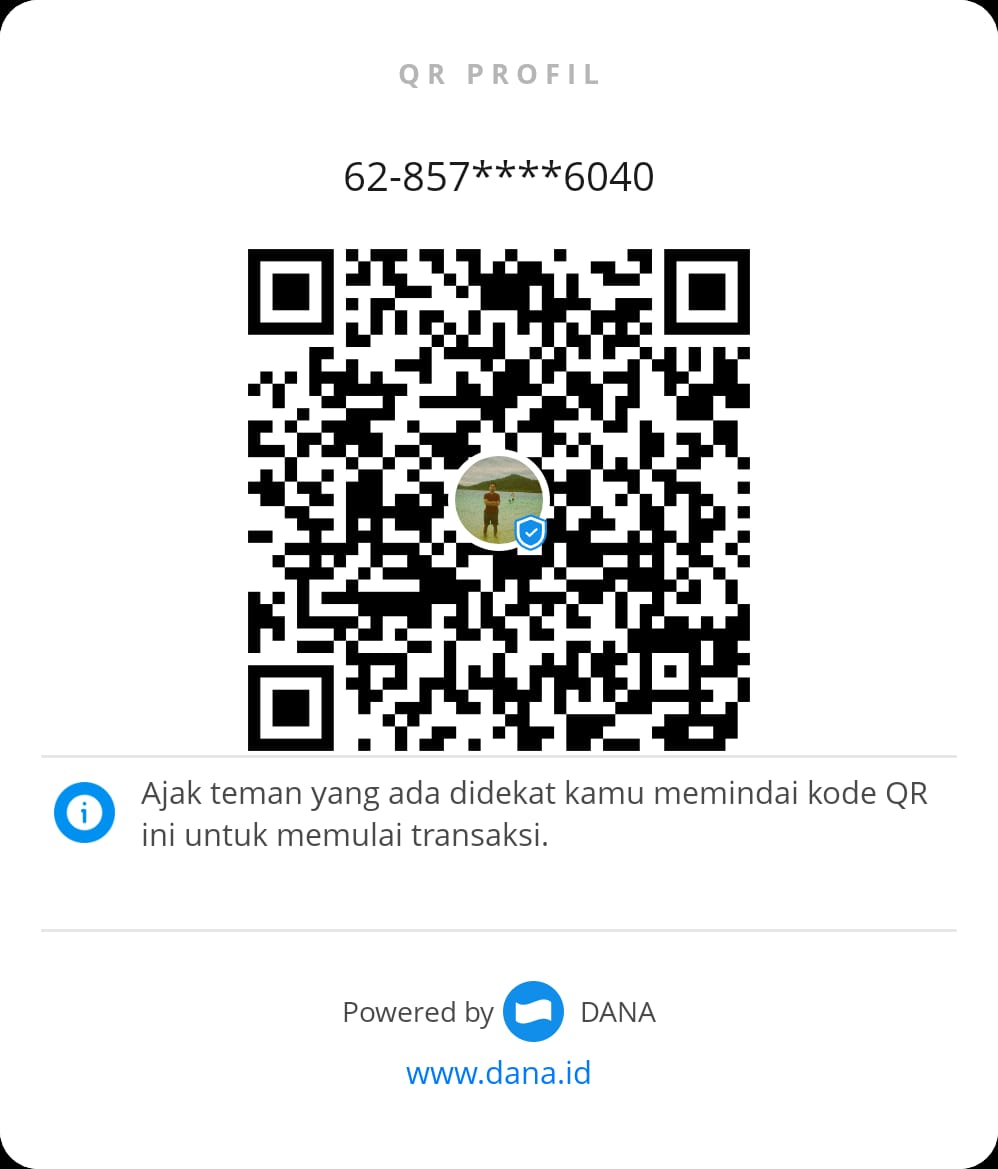 QR PROFIL
62-857****6040
Ajak teman yang ada didekat kamu memindai kode QR
ini untuk memulai transaksi.
Powered by DANA
www.dana.id